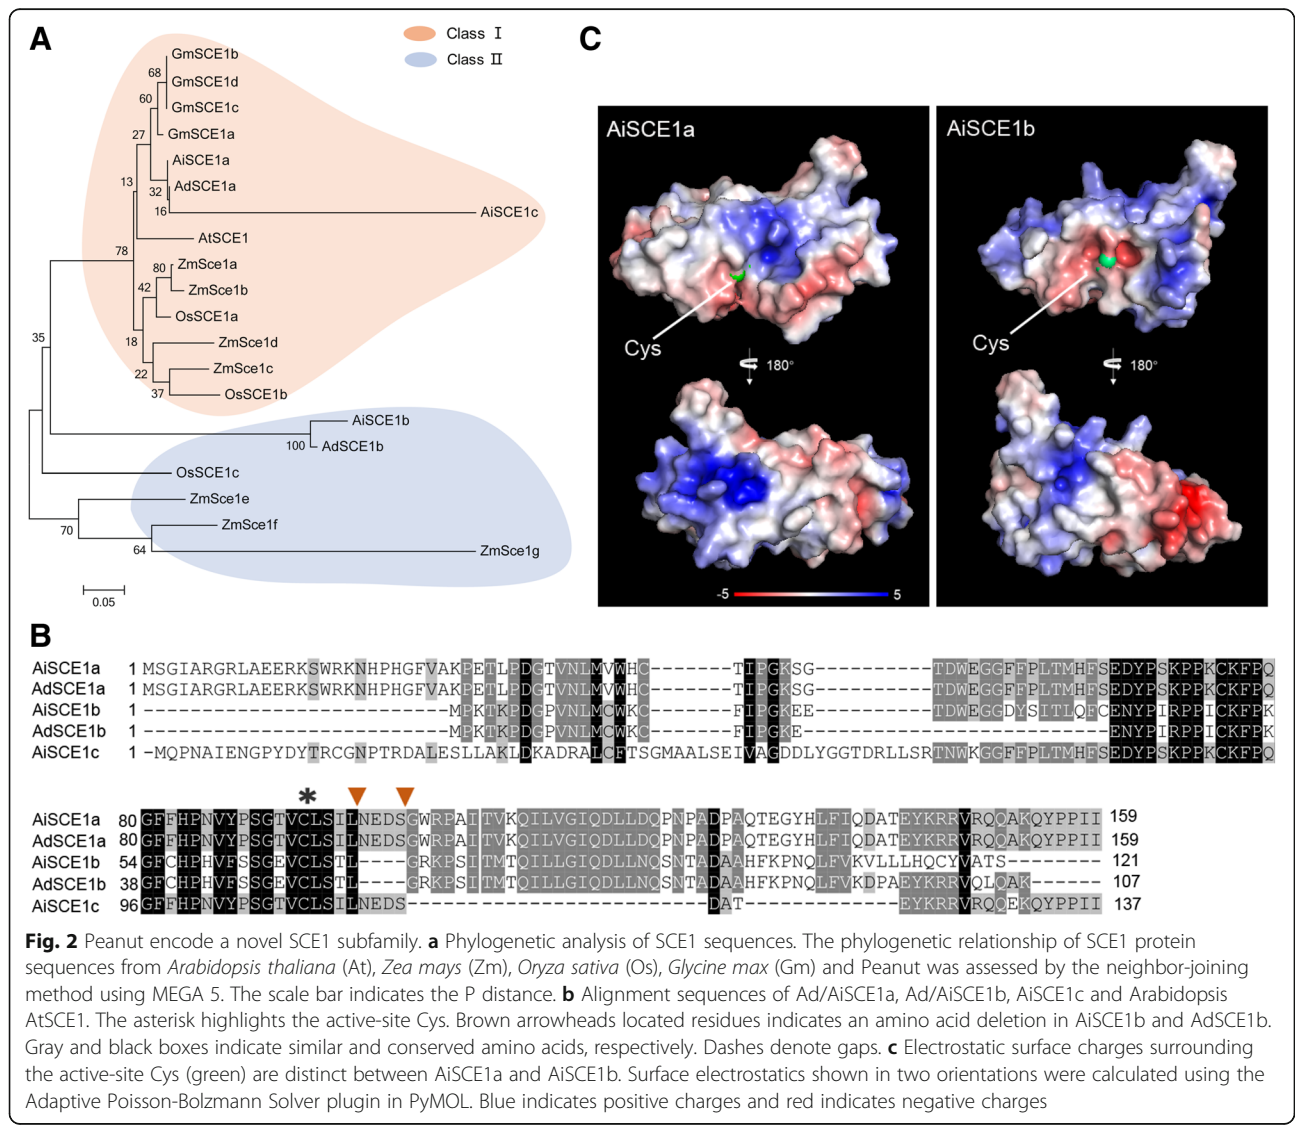 A
Class I
Class II
GmSCE1b
68
GmSCE1d
60
GmSCE1c
27
GmSCE1a
AiSCE1a
13
AdSCE1a
32
16
AiSCE1c
AtSCE1
78
ZmSce1a
80
ZmSce1b
42
OsSCE1a
18
ZmSce1d
22
ZmSce1c
37
OsSCE1b
35
AiSCE1b
100
AdSCE1b
OsSCE1c
ZmSce1e
70
ZmSce1f
64
ZmSce1g
0.05
C
AiSCE1a
AiSCE1b
Cys
Cys
180°
180°
-5
5
B
AiSCE1a 1 MSGIARGRLAEERKSWRKNHPHGFVAKPETLPDGTVNLMVWHC-------TIPGKSG----------TDWEGGFFPLTMHFSEDYPSKPPKCKFPQ
AdSCE1a 1 MSGIARGRLAEERKSWRKNHPHGFVAKPETLPDGTVNLMVWHC-------TIPGKSG----------TDWEGGFFPLTMHFSEDYPSKPPKCKFPQ
AiSCE1b 1 --------------------------MPKTKPDGPVNLMCWKC-------FIPGKEE----------TDWEGGDYSITLQFCENYPIRPPICKFPK
AdSCE1b 1 --------------------------MPKTKPDGPVNLMCWKC-------FIPGKEE-------------------------ENYPIRPPICKFPK
AiSCE1c 1 -MQPNAIENGPYDYTRCGNPTRDALESLLAKLDKADRALCFTSGMAALSEIVAGDDLYGGTDRLLSRTNWKGGFFPLTMHFSEDYPSKPPKCKFPQ
*
AiSCE1a 80 GFFHPNVYPSGTVCLSILNEDSGWRPAITVKQILVGIQDLLDQPNPADPAQTEGYHLFIQDATEYKRRVRQQAKQYPPII 159
AdSCE1a 80 GFFHPNVYPSGTVCLSILNEDSGWRPAITVKQILVGIQDLLDQPNPADPAQTEGYHLFIQDATEYKRRVRQQAKQYPPII 159
AiSCE1b 54 GFCHPHVFSSGEVCLSTL----GRKPSITMTQILLGIQDLLNQSNTADAAHFKPNQLFVKVLLLHQCYVATS-------- 121
AdSCE1b 38 GFCHPHVFSSGEVCLSTL----GRKPSITMTQILLGIQDLLNQSNTADAAHFKPNQLFVKDPAEYKRRVQLQAK------ 107
AiSCE1c 96 GFFHPNVYPSGTVCLSILNEDS-------------------------DAT-------------EYKRRVRQQEKQYPPII 137
Fig. 2 Peanut encode a novel SCE1 subfamily. a Phylogenetic analysis of SCE1 sequences. The phylogenetic relationship of SCE1 protein
sequences from Arabidopsis thaliana (At), Zea mays (Zm), Oryza sativa (Os), Glycine max (Gm) and Peanut was assessed by the neighbor-joining
method using MEGA 5. The scale bar indicates the P distance. b Alignment sequences of Ad/AiSCE1a, Ad/AiSCE1b, AiSCE1c and Arabidopsis
AtSCE1. The asterisk highlights the active-site Cys. Brown arrowheads located residues indicates an amino acid deletion in AiSCE1b and AdSCE1b.
Gray and black boxes indicate similar and conserved amino acids, respectively. Dashes denote gaps. c Electrostatic surface charges surrounding
the active-site Cys (green) are distinct between AiSCE1a and AiSCE1b. Surface electrostatics shown in two orientations were calculated using the
Adaptive Poisson-Bolzmann Solver plugin in PyMOL. Blue indicates positive charges and red indicates negative charges